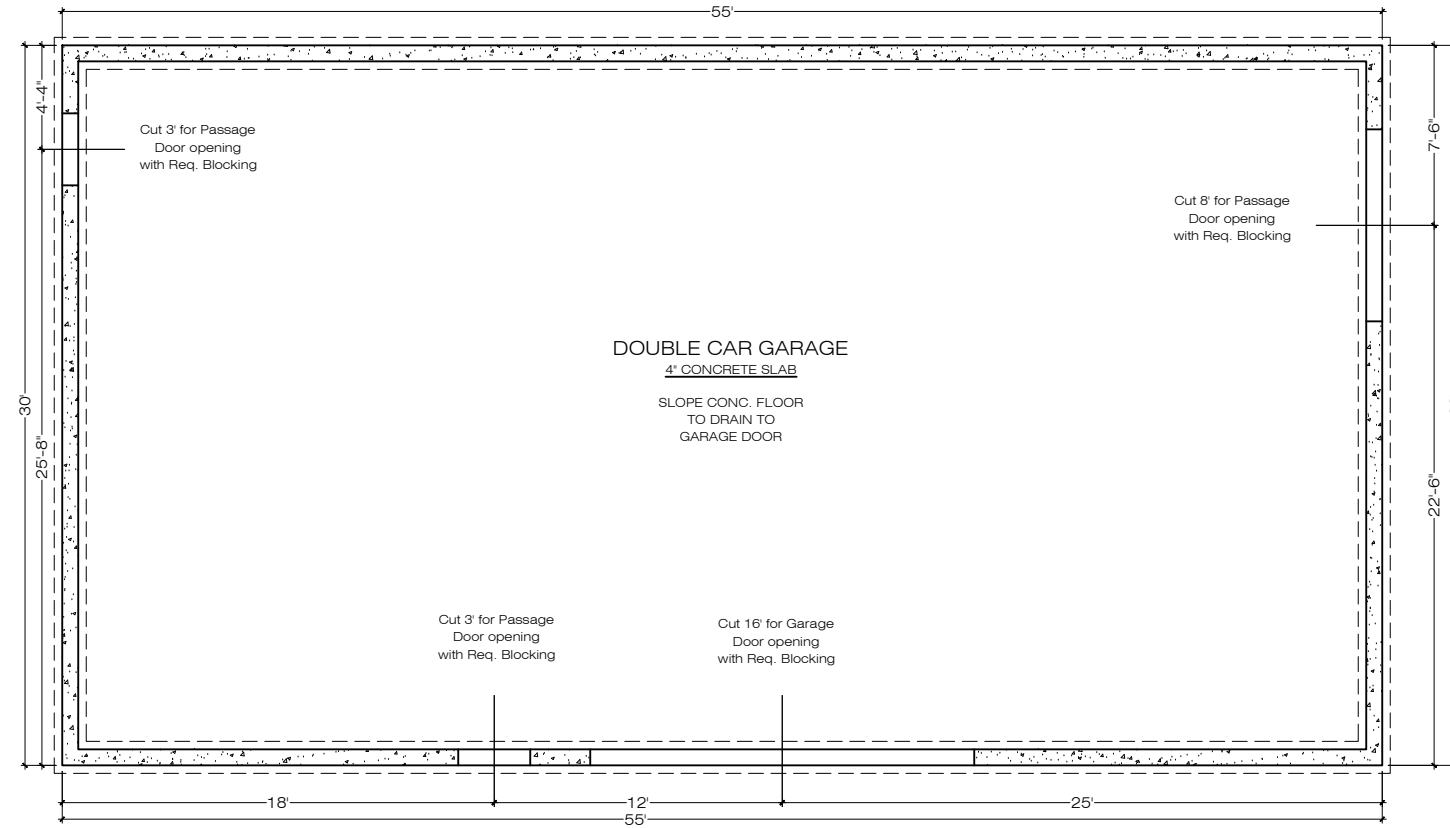 55'
4'-4"
7'-6"
Cut 3' for Passage
Door opening
with Req. Blocking
Cut 8' for Passage
Door opening
with Req. Blocking
DOUBLE CAR GARAGE
4" CONCRETE SLAB
SLOPE CONC. FLOOR
TO DRAIN TO
GARAGE DOOR
30'
25'-8"
22'-6"
Cut 3' for Passage
Door opening
with Req. Blocking
Cut 16' for Garage
Door opening
with Req. Blocking
18'
12'
25'
55'